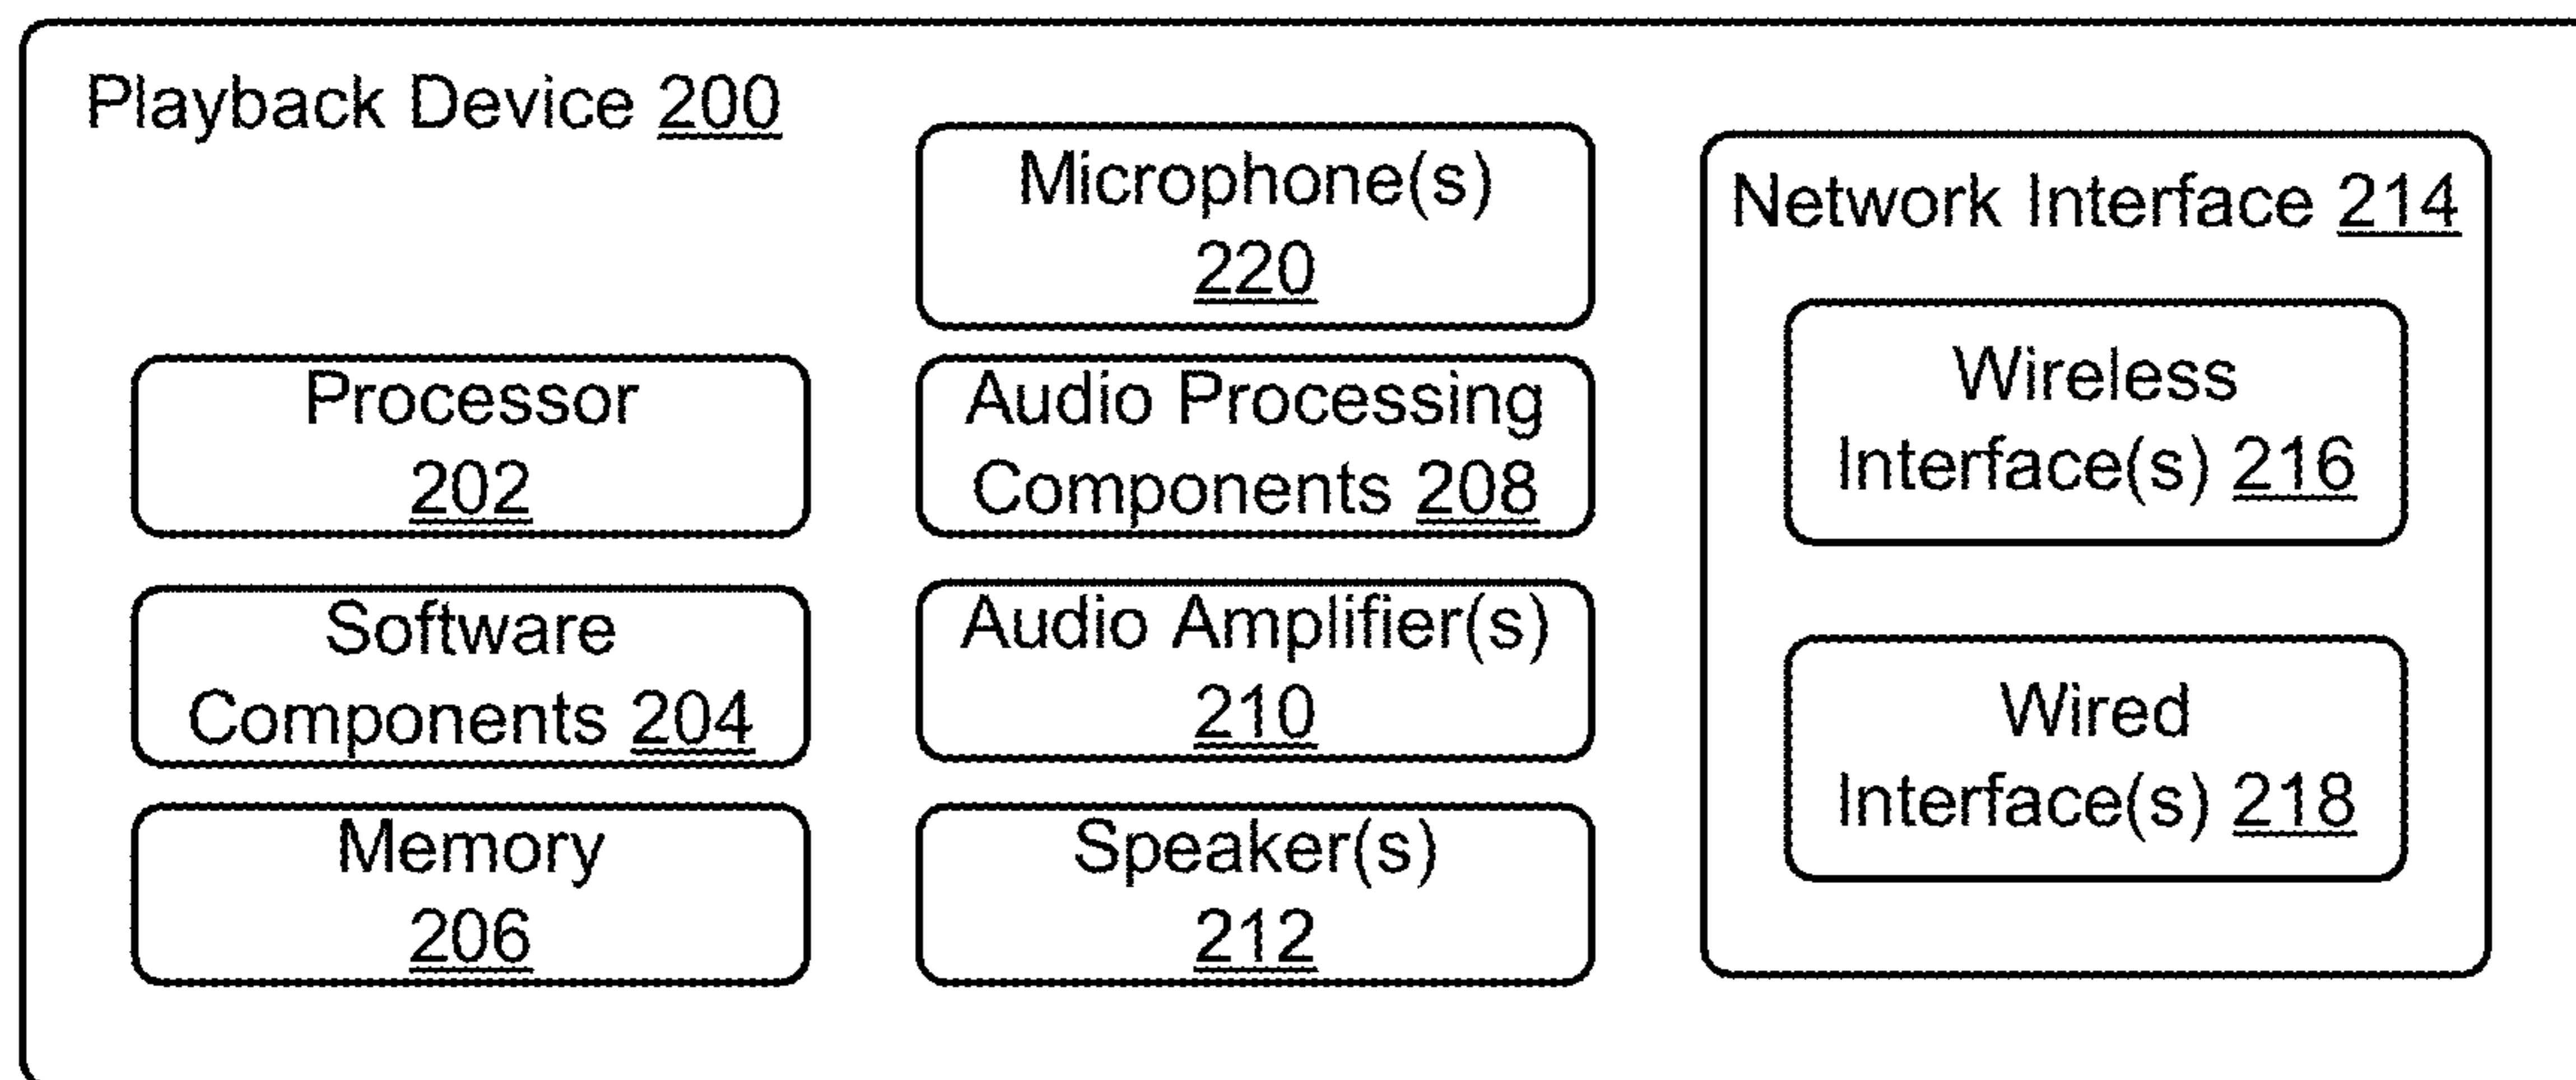 Playback Device 200
Processor
202
Software
Components 204
Memory
206
Microphone(s)
220
Audio Processing
Components 208
Audio Amplifier(s)
210
Speaker(s)
212
Network Interface 214
Wireless
Interface(s) 216
Wired
Interface(s) 218